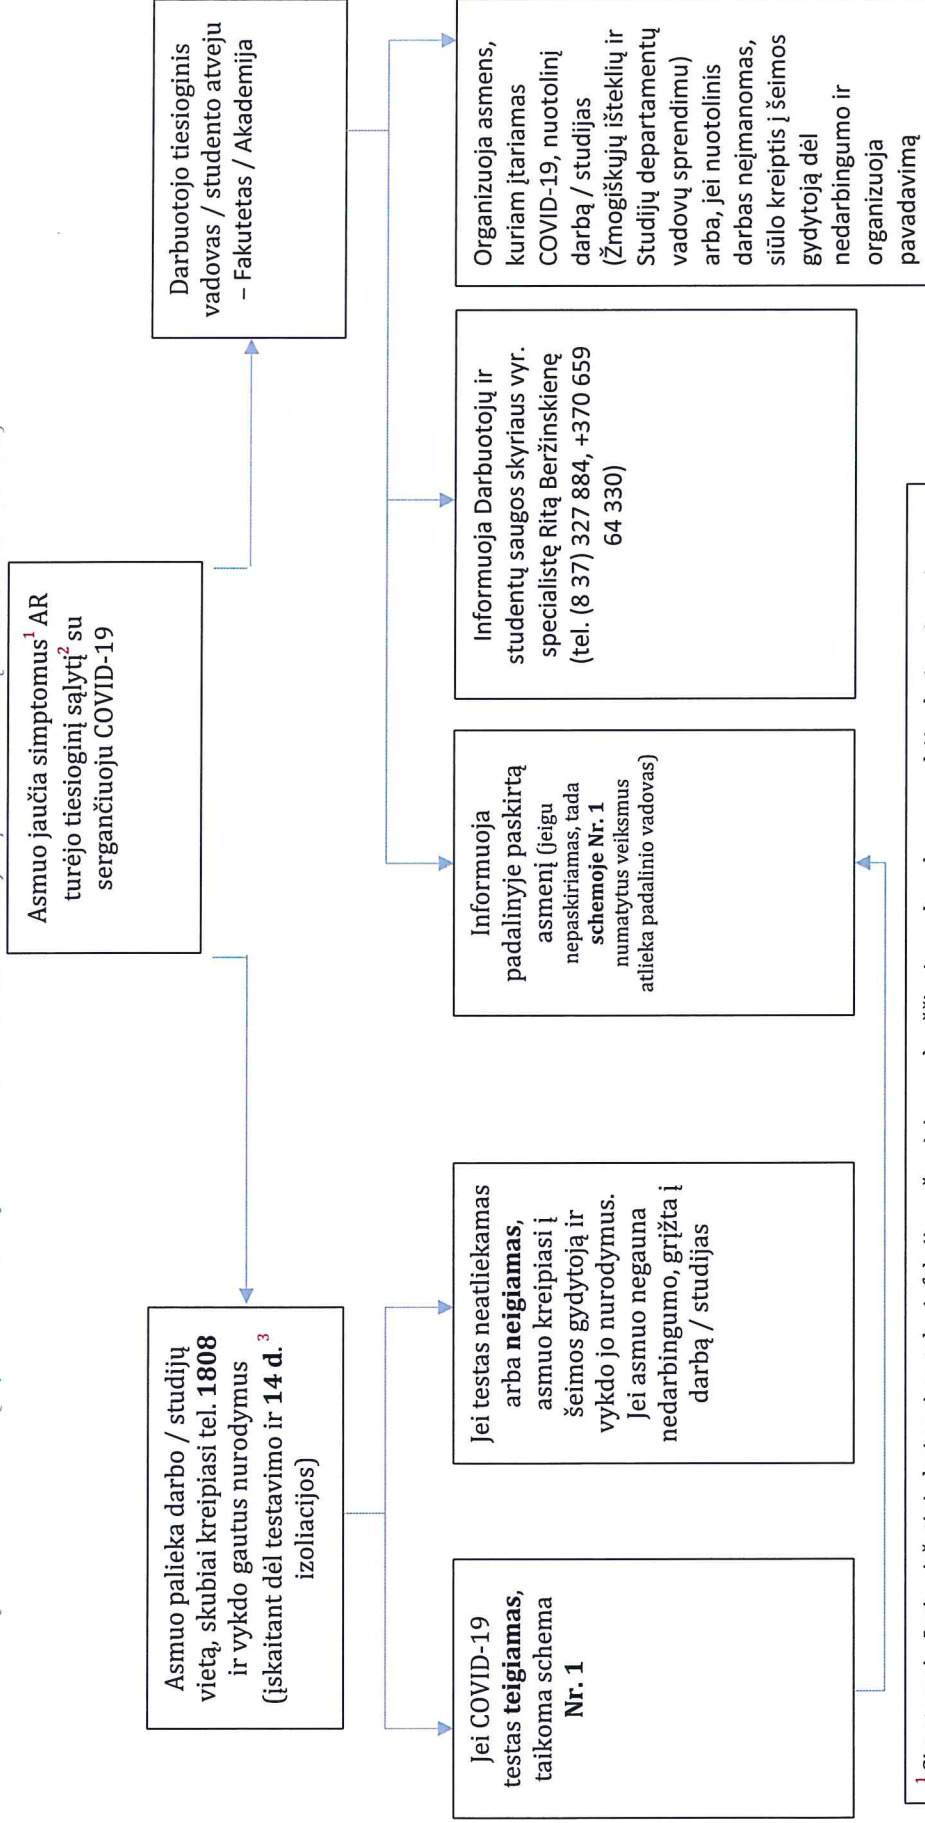 Asmuo jaučia simptomus¹ AR
turėjo tiesioginį sąlytį² su
sergančiuoju COVID-19
Asmuo palieka darbo / studijų
vietą, skubiai kreipiasi tel. 1808
ir vykdo gautus nurodymus
(įskaitant dėl testavimo ir 14 d. ³
izoliacijos)
Darbuotojo tiesioginis
vadovas / studento atveju
– Fakutetas / Akademija
Jei COVID-19
testas teigiamas,
taikoma schema
Nr. 1
Jei testas neatliekamas
arba neigiamas,
asmuo kreipiasi į
šeimos gydytoją ir
vykdo jo nurodymus.
Jei asmuo negauna
nedarbingumo, grįžta į
darbą / studijas
Informuoja
padalinyje paskirtą
asmenį (jeigu
nepaskiriamas, tada
schemoje Nr. 1
numatytus veiksmus
atlieka padalinio vadovas)
Informuoja Darbuotojų ir
studentų saugos skyriaus vyr.
specialistę Ritą Beržinskienę
(tel. (8 37) 327 884, +370 659
64 330)
Organizuoja asmens,
kuriam įtariamas
COVID-19, nuotolinį
darbą / studijas
(Žmogiškųjų išteklių ir
Studijų departamentų
vadovų sprendimu)
arba, jei nuotolinis
darbas neįmanomas,
siūlo kreiptis į šeimos
gydytoją dėl
nedarbingumo ir
organizuoja
pavadavimą